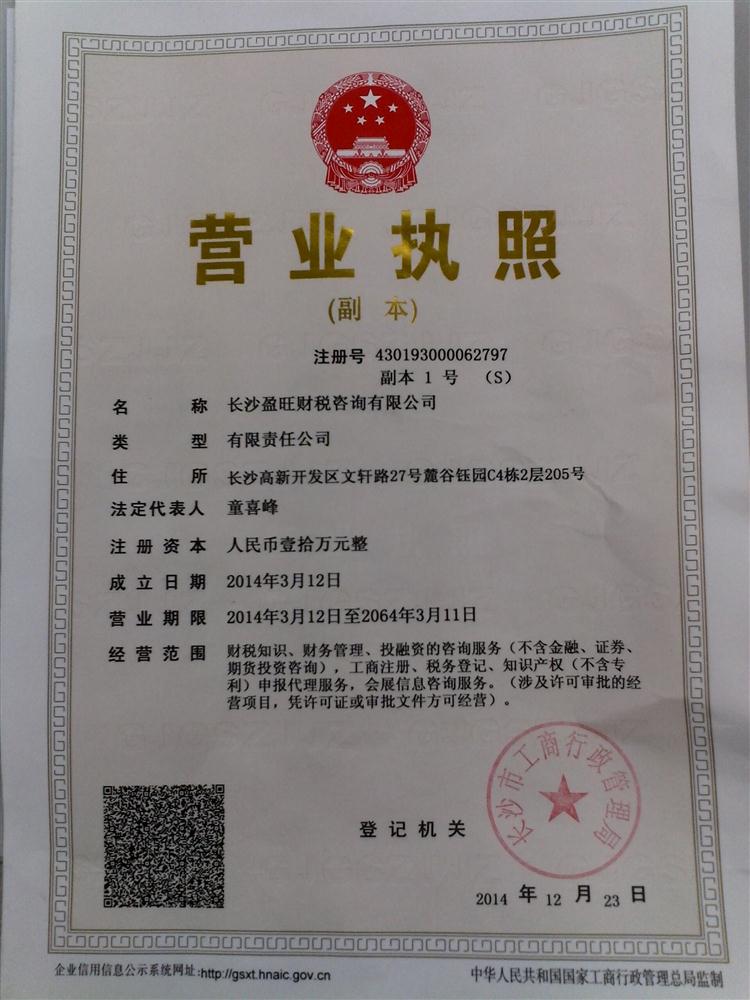 营业执照
(副 本)
注册号 430193000062797
副本 1 号 （S）
名 称 长沙盈旺财税咨询有限公司
类 型 有限责任公司
住 所 长沙高新开发区文轩路27号麓谷钰园C4栋2层205号
法定代表人 童喜峰
注册资本 人民币壹拾万元整
成立日期 2014年3月12日
营业期限 2014年3月12日至2064年3月11日
经营范围 财税知识、财务管理、投融资的咨询服务（不含金融、证券、
期货投资咨询），工商注册、税务登记、知识产权（不含专
利）申报代理服务，会展信息咨询服务。（涉及许可审批的经
营项目，凭许可证或审批文件方可经营）。
长沙市工商行政管理局
登记机关
2014 年 12 月 23 日
企业信用信息公示系统网址:http://gsxt.hnaic.gov.cn
中华人民共和国国家工商行政管理总局监制